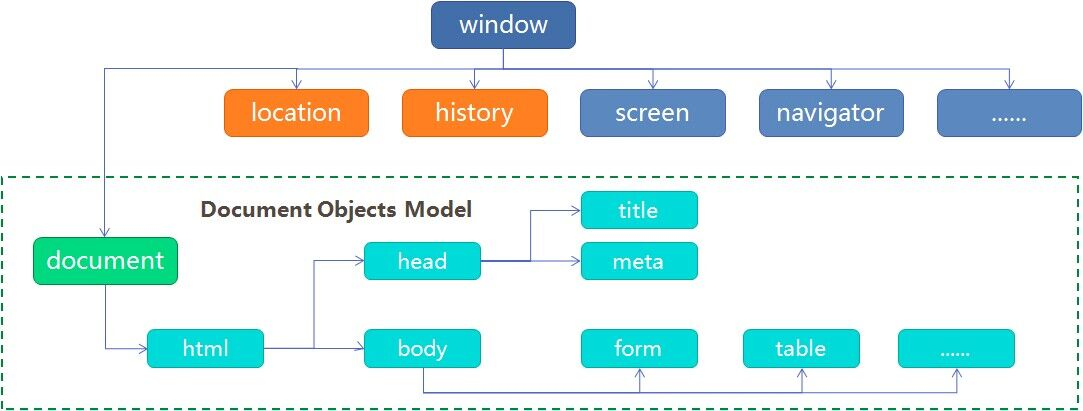 window
location
history
screen
navigator
......
Document Objects Model
title
document
head
meta
html
body
form
table
......